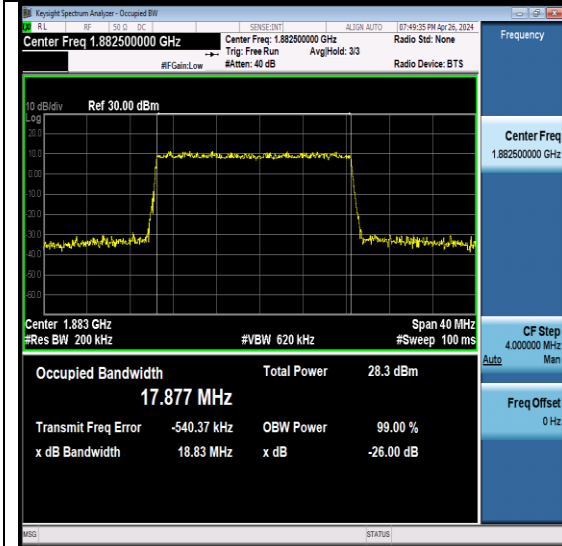 Keysight Spectrum Analyzer - Occupied BW
RL RF 50 Ω DC SENSE:INT ALIGN AUTO 07:49:35 PM Apr 26, 2024
Center Freq 1.882500000 GHz
Center Freq: 1.882500000 GHz
Radio Std: None
Trig: Free Run Avg|Hold: 3/3
#IFGain:Low #Atten: 40 dB Radio Device: BTS
10 dB/div Ref 30.00 dBm
Log
20.0
10.0
0.00
-10.0
-20.0
-30.0
-40.0
-50.0
-60.0
Center 1.883 GHz Span 40 MHz
#Res BW 200 kHz #VBW 620 kHz #Sweep 100 ms
Occupied Bandwidth Total Power 28.3 dBm
17.877 MHz
Transmit Freq Error -540.37 kHz OBW Power 99.00 %
x dB Bandwidth 18.83 MHz x dB -26.00 dB
MSG STATUS
Frequency
Center Freq
1.882500000 GHz
CF Step
4.000000 MHz
Auto Man
Freq Offset
0 Hz